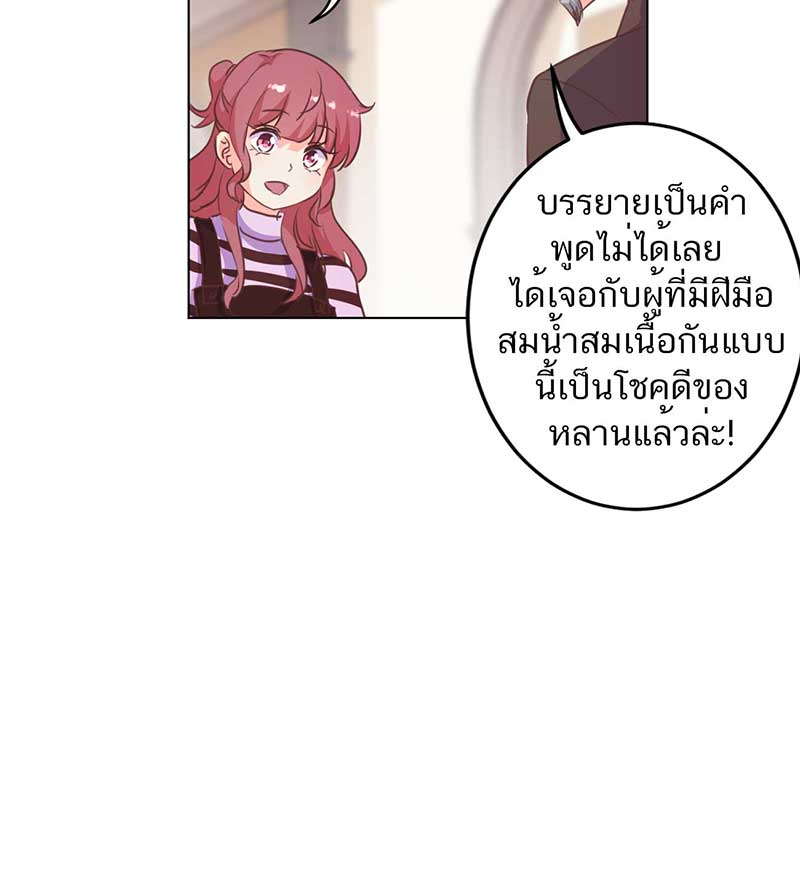 บรรยายเป็นคำ
พูดไม่ได้เลย
ได้เจอกับผู้ที่มีฝีมือ
สมน้ำสมเนื้อกันแบบ
นี้เป็นโชคดีของ
หลานแล้วล่ะ!